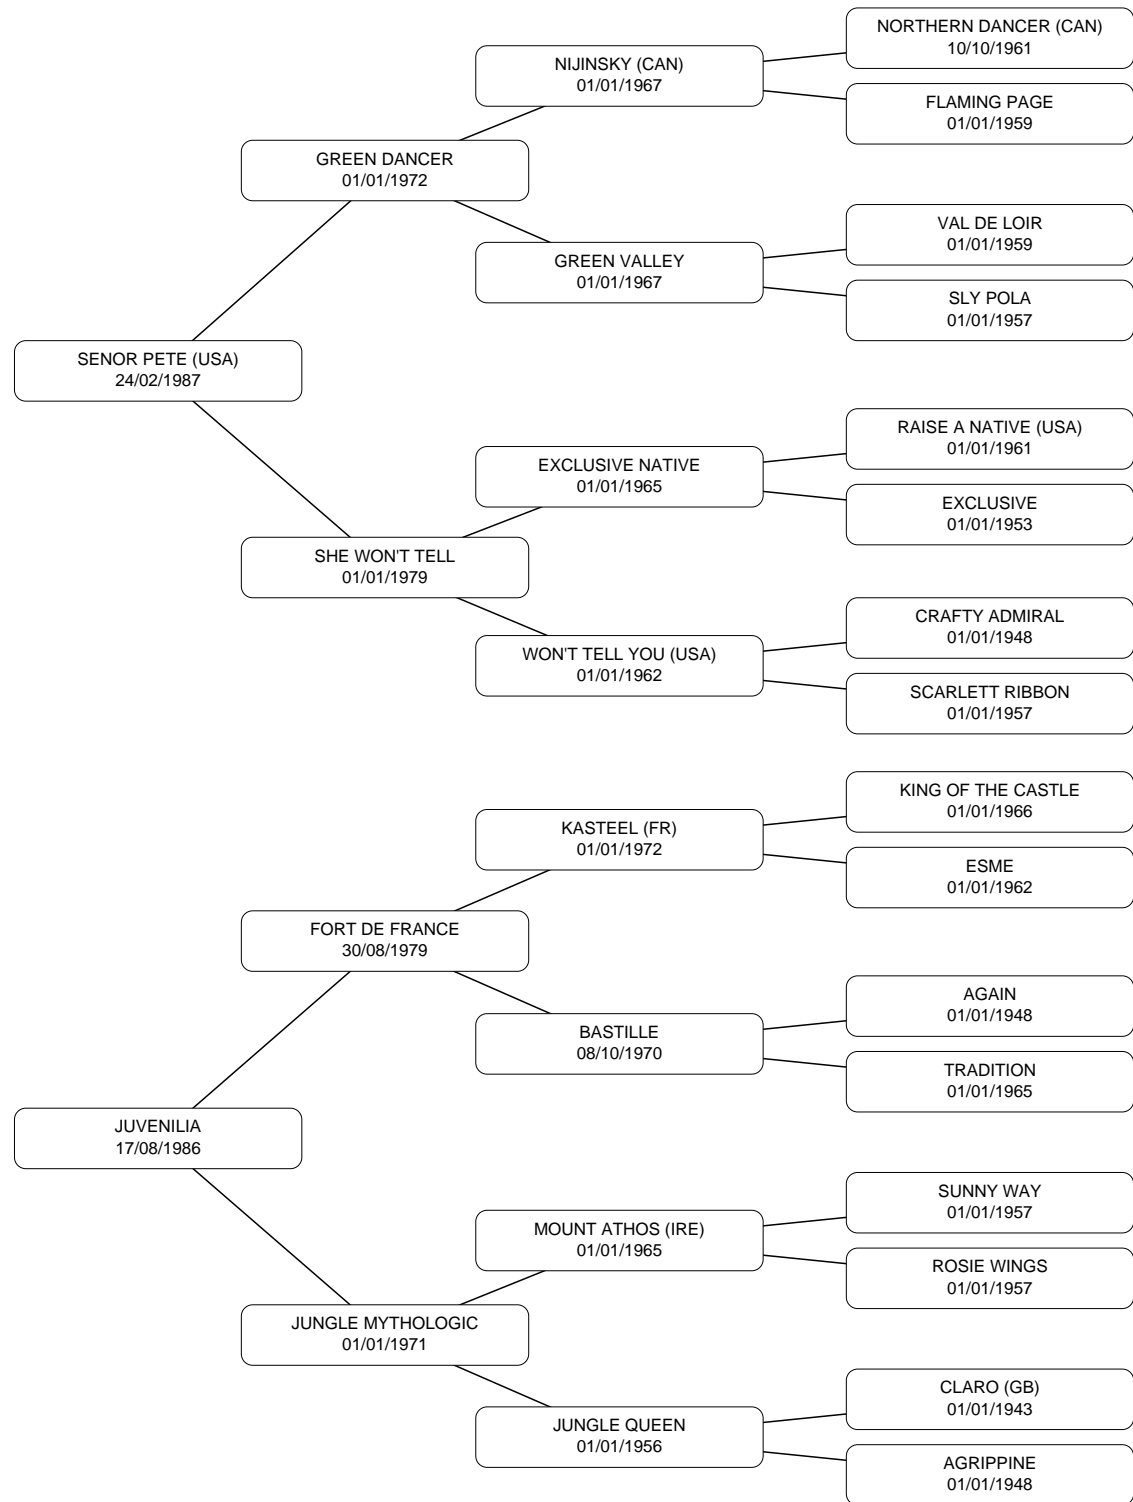 NORTHERN DANCER (CAN)
10/10/1961
NIJINSKY (CAN)
01/01/1967
FLAMING PAGE
01/01/1959
GREEN DANCER
01/01/1972
VAL DE LOIR
01/01/1959
GREEN VALLEY
01/01/1967
SLY POLA
01/01/1957
SENOR PETE (USA)
24/02/1987
RAISE A NATIVE (USA)
01/01/1961
EXCLUSIVE NATIVE
01/01/1965
EXCLUSIVE
01/01/1953
SHE WON'T TELL
01/01/1979
CRAFTY ADMIRAL
01/01/1948
WON'T TELL YOU (USA)
01/01/1962
SCARLETT RIBBON
01/01/1957
KING OF THE CASTLE
01/01/1966
KASTEEL (FR)
01/01/1972
ESME
01/01/1962
FORT DE FRANCE
30/08/1979
AGAIN
01/01/1948
BASTILLE
08/10/1970
TRADITION
01/01/1965
JUVENILIA
17/08/1986
SUNNY WAY
01/01/1957
MOUNT ATHOS (IRE)
01/01/1965
ROSIE WINGS
01/01/1957
JUNGLE MYTHOLOGIC
01/01/1971
CLARO (GB)
01/01/1943
JUNGLE QUEEN
01/01/1956
AGRIPPINE
01/01/1948